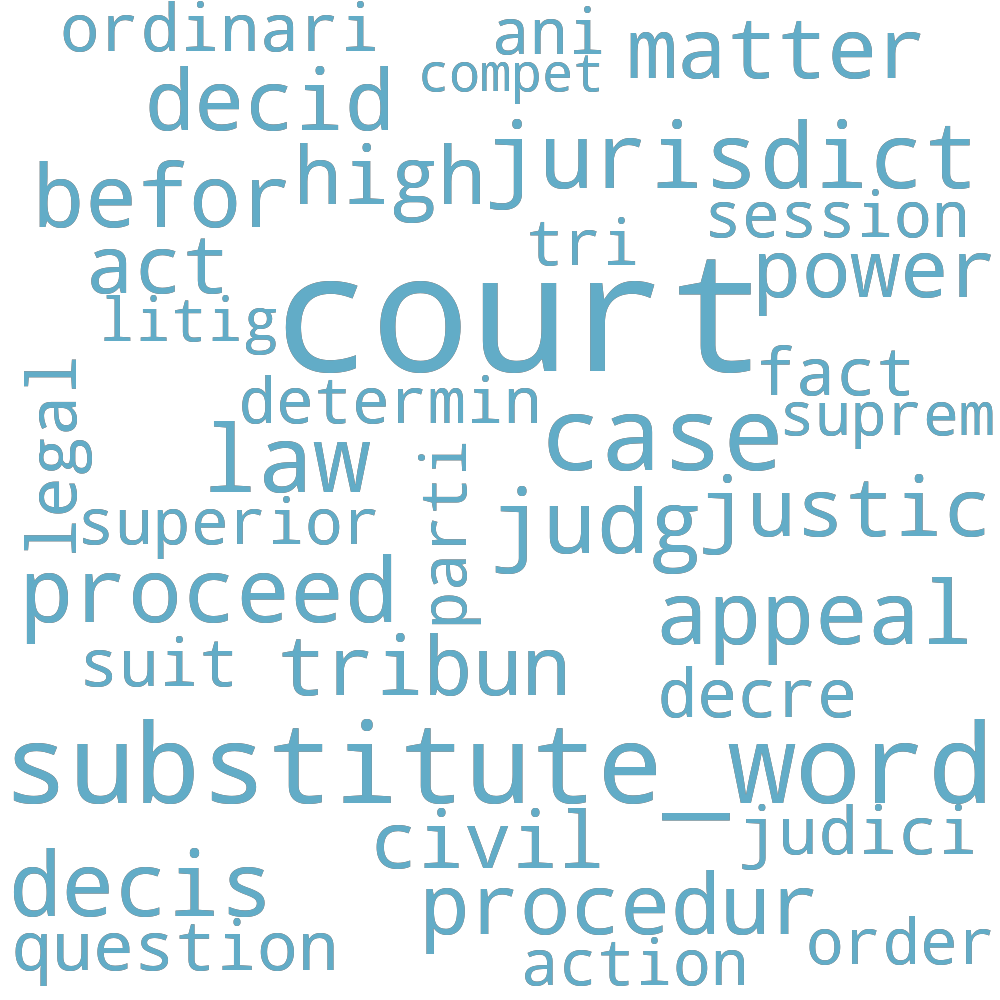 ordinari
ani
matter
compet
decid
jurisdict
high
befor
session
tri
act
power
court
litig
fact
determin
suprem
legal
law
case
parti
superior
judg
justic
proceed
appeal
suit
tribun
decre
substitute_word
civil
judici
decis
procedur
question
action
order